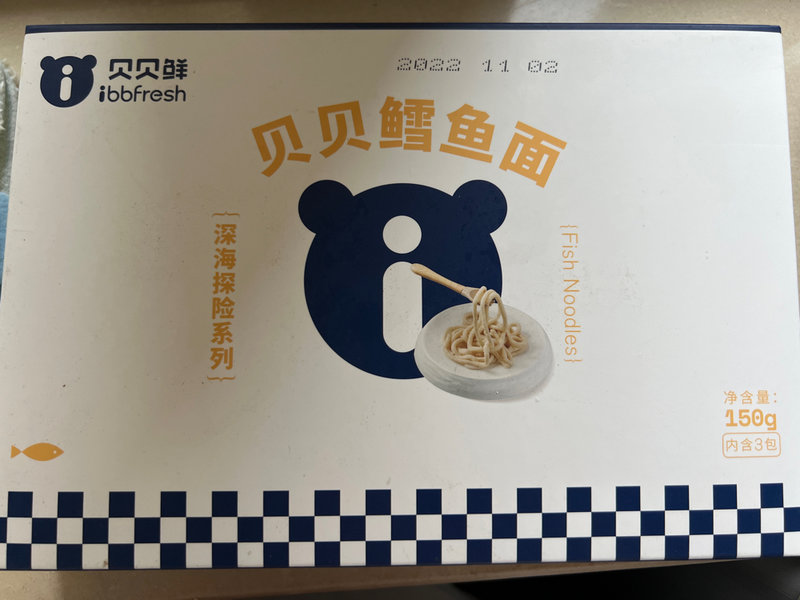 贝贝鲜
ibbfresh
2022 11 02
贝贝鳕鱼面
{深海探险系列}
{Fish Noodles}
净含量：
150g
内含3包